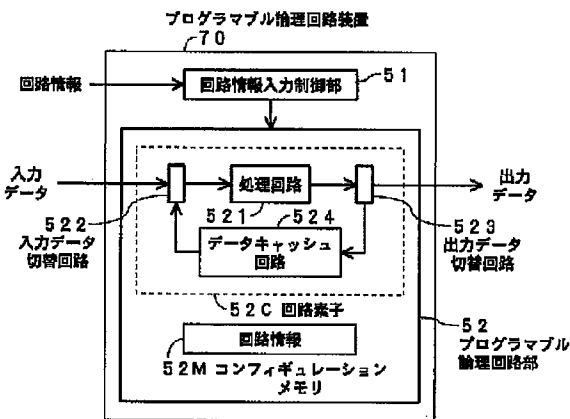 プログラマブル論理回路装置
70
回路情報
回路情報入力制御部
51
入力
データ
処理回路
出力
データ
522
入力データ
切替回路
521
524
データキャッシュ
回路
523
出力データ
切替回路
52C 回路素子
回路情報
52M コンフィギュレーション
メモリ
52
プログラマブル
論理回路部